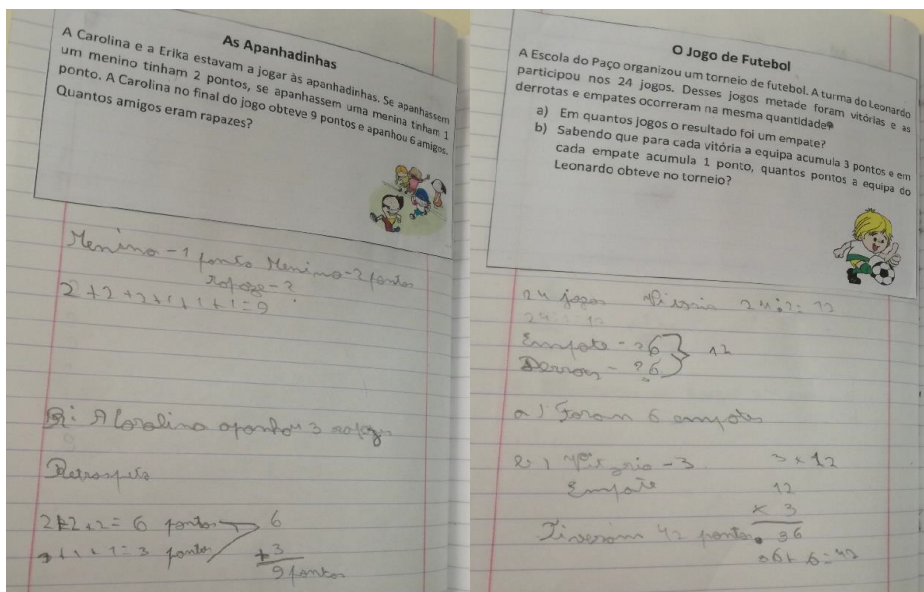 As Apanhadinhas
A Carolina e a Erika estavam a jogar às apanhadinhas. Se apanhassem
um menino tinham 2 pontos, se apanhassem uma menina tinham 1
ponto. A Carolina no final do jogo obteve 9 pontos e apanhou 6 amigos.
Quantos amigos eram rapazes?
Menina - 1 ponto Menino - 2 pontos
rapaze - ?
2 + 2 + 2 + 1 + 1 + 1 = 9
R: A Carolina apanhou 3 rapazes
2+2+2 = 6 pontos 6
1+1+1 = 3 pontos +3
9 pontos
O Jogo de Futebol
A Escola do Paço organizou um torneio de futebol. A turma do Leonardo
participou nos 24 jogos. Desses jogos metade foram vitórias e as
derrotas e empates ocorreram na mesma quantidade
a) Em quantos jogos o resultado foi um empate?
b) Sabendo que para cada vitória a equipa acumula 3 pontos e em
cada empate acumula 1 ponto, quantos pontos a equipa do
Leonardo obteve no torneio?
24 jogos Vitoria 24:2=12
24:2=12
Empate - ? 6 } 12
- ? 6
a) Foram 6 empates
b) Vitoria - 3 3 x 12
Empate 12
x 3
Tiveram 42 pontos. 36
36+6=42